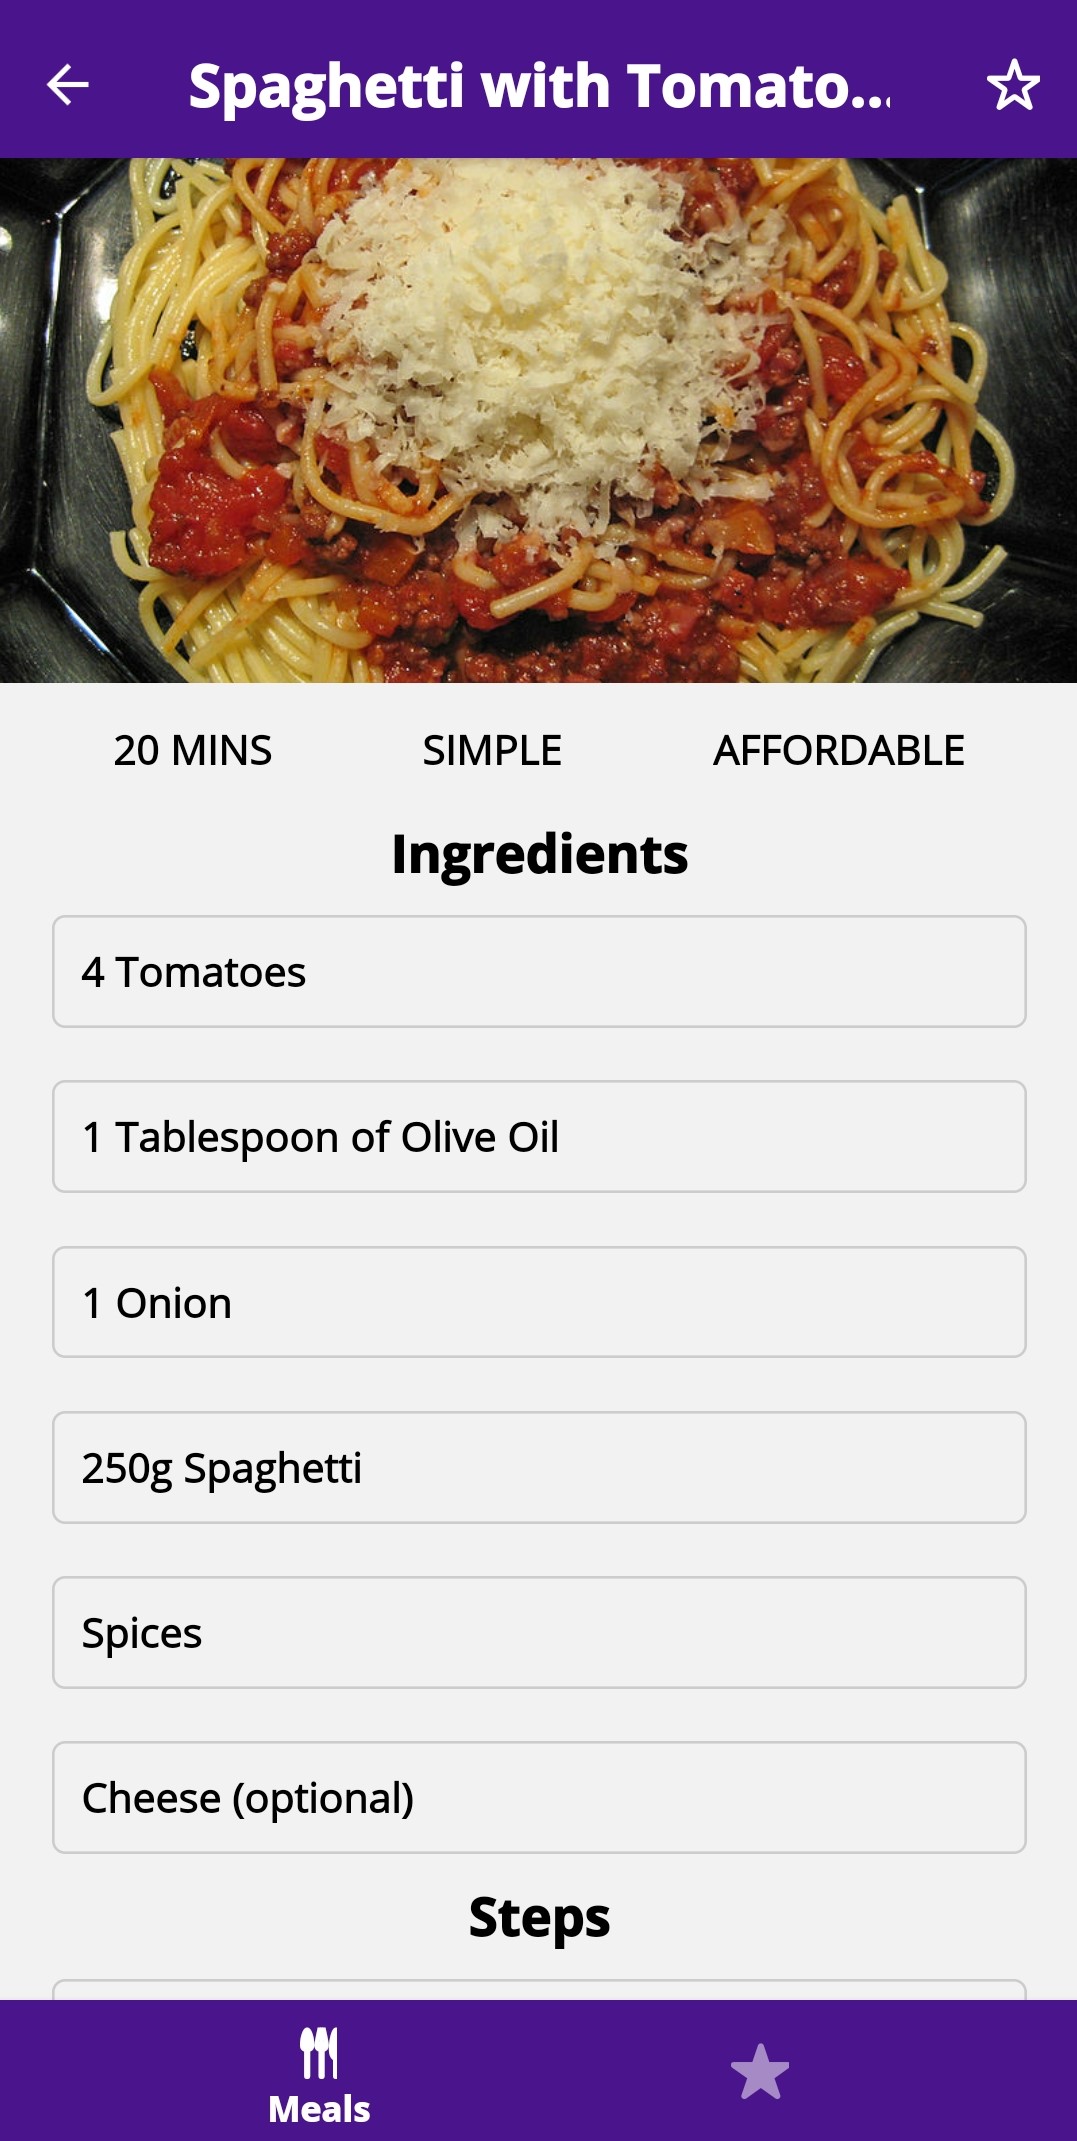 Spaghetti with Tomato...
20 MINS SIMPLE AFFORDABLE
Ingredients
4 Tomatoes
1 Tablespoon of Olive Oil
1 Onion
250g Spaghetti
Spices
Cheese (optional)
Steps
Meals